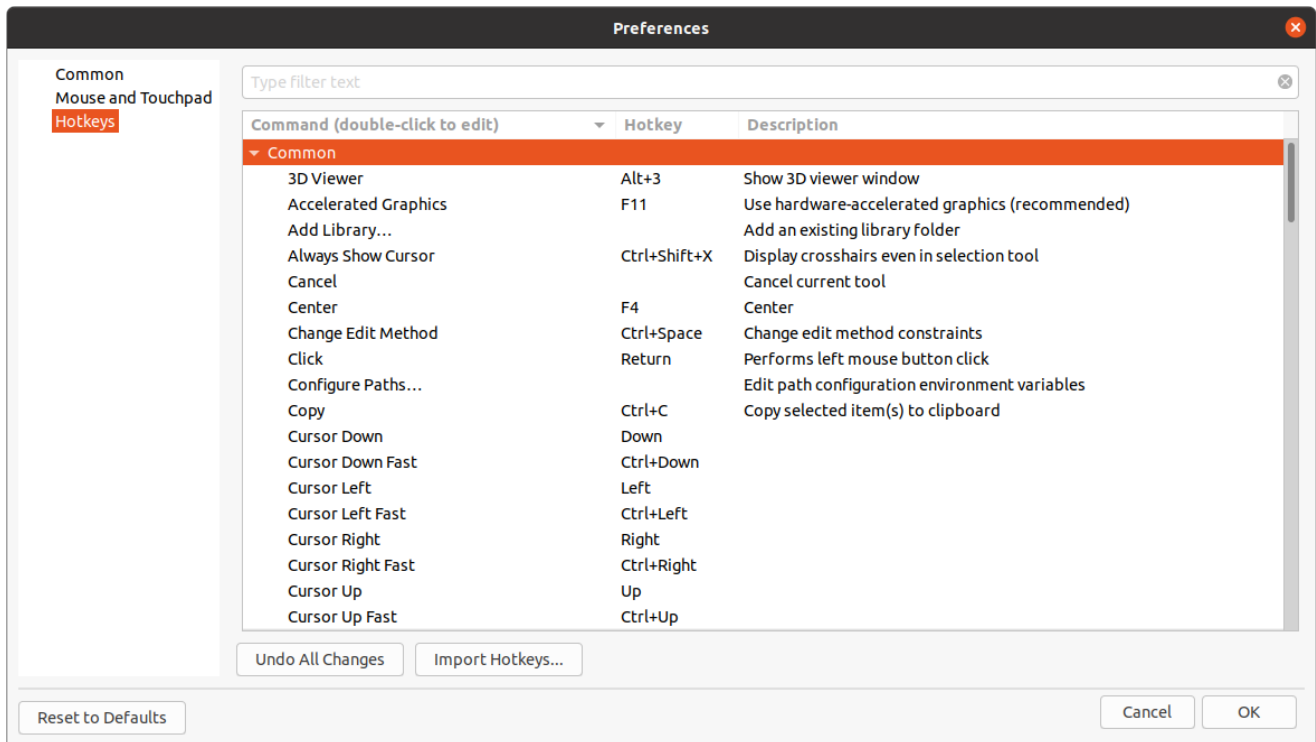 Preferences
Common
Mouse and Touchpad
Hotkeys
Type filter text
Command (double-click to edit) Hotkey Description
Common
3D Viewer Alt+3 Show 3D viewer window
Accelerated Graphics F11 Use hardware-accelerated graphics (recommended)
Add Library... Add an existing library folder
Always Show Cursor Ctrl+Shift+X Display crosshairs even in selection tool
Cancel Cancel current tool
Center F4 Center
Change Edit Method Ctrl+Space Change edit method constraints
Click Return Performs left mouse button click
Configure Paths... Edit path configuration environment variables
Copy Ctrl+C Copy selected item(s) to clipboard
Cursor Down Down
Cursor Down Fast Ctrl+Down
Cursor Left Left
Cursor Left Fast Ctrl+Left
Cursor Right Right
Cursor Right Fast Ctrl+Right
Cursor Up Up
Cursor Up Fast Ctrl+Up
Undo All Changes Import Hotkeys...
Reset to Defaults Cancel OK